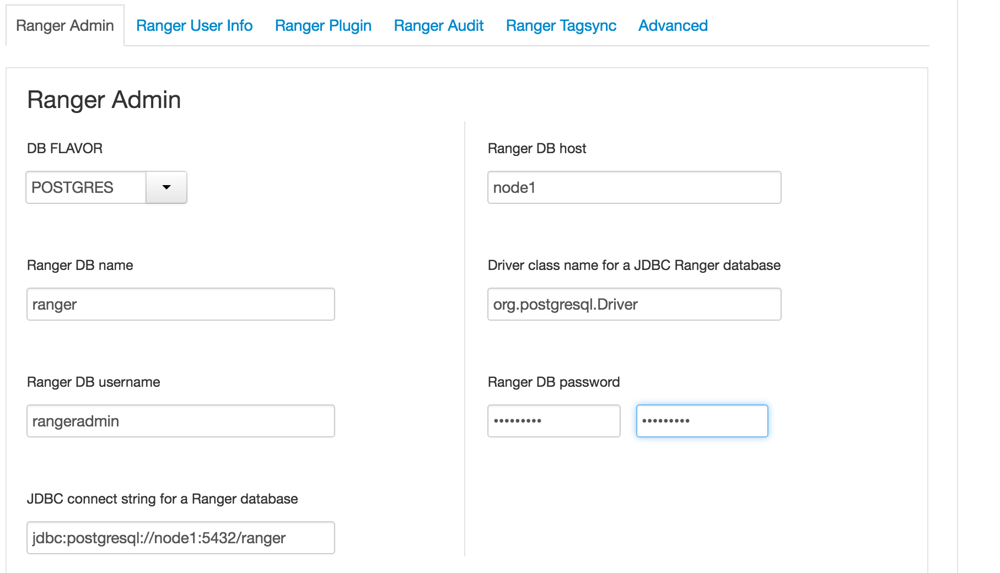 Ranger Admin Ranger User Info Ranger Plugin Ranger Audit Ranger Tagsync Advanced
Ranger Admin
DB FLAVOR
POSTGRES
Ranger DB host
node1
Ranger DB name
ranger
Driver class name for a JDBC Ranger database
org.postgresql.Driver
Ranger DB username
rangeradmin
Ranger DB password
••••••••• •••••••••
JDBC connect string for a Ranger database
jdbc:postgresql://node1:5432/ranger